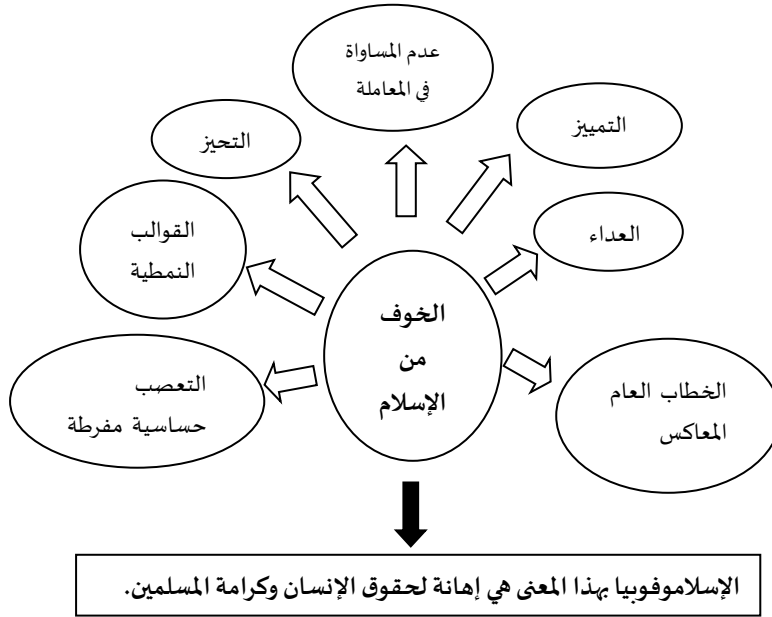 عدم المساواة
في المعاملة
التمييز
التحيز
العداء
القوالب
النمطية
الخوف
من
الإسلام
التعصب
حساسية مفرطة
الخطاب العام
المعاكس
الإسلاموفوبيا بهذا المعنى هي إهانة لحقوق الإنسان وكرامة المسلمين.